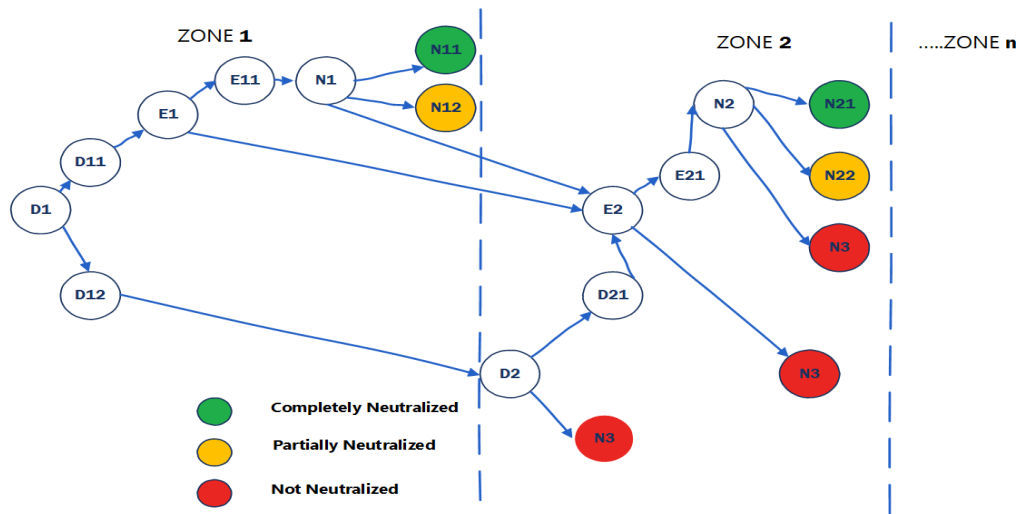 ZONE 1
ZONE 2
.....ZONE n
N11
E11
N1
N12
E1
N2
N21
D11
E21
N22
D1
E2
N3
D12
D21
D2
N3
N3
Completely Neutralized
Partially Neutralized
Not Neutralized